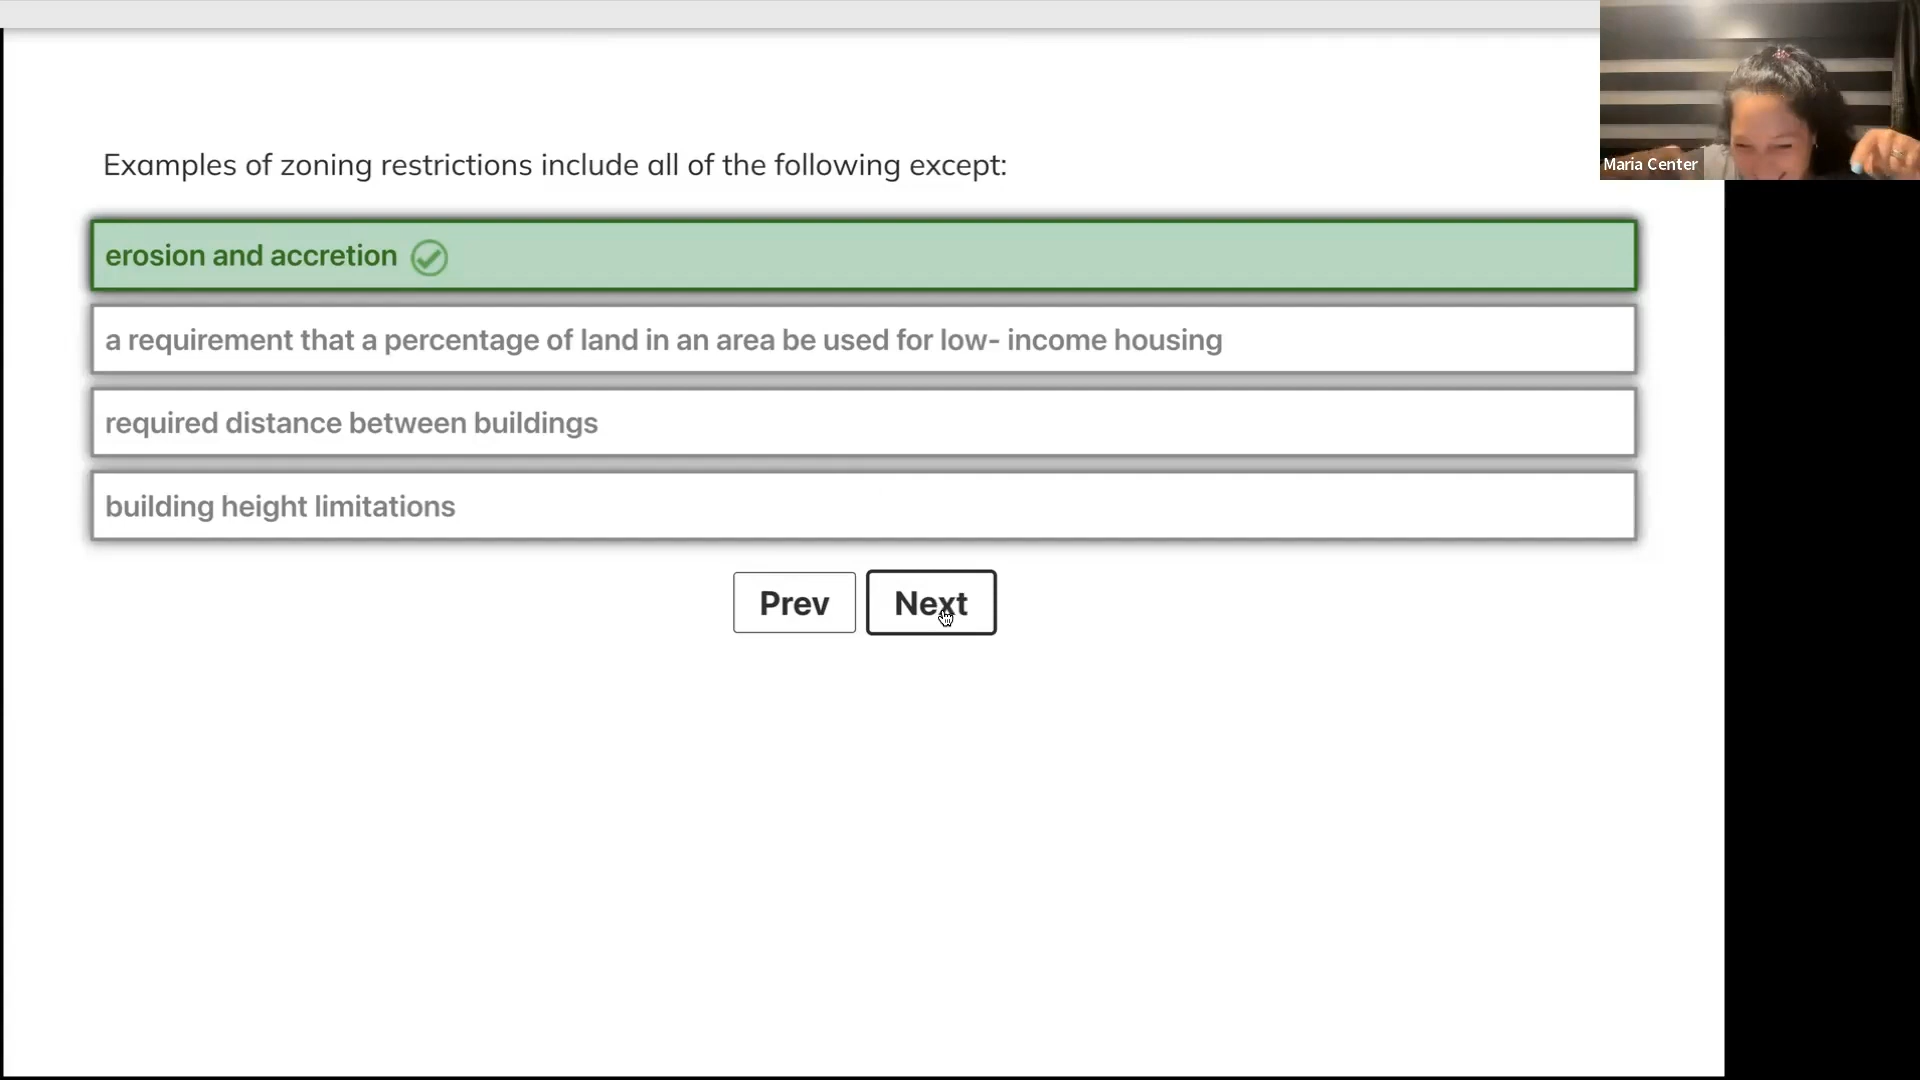 Maria Center
Examples of zoning restrictions include all of the following except:
erosion and accretion
a requirement that a percentage of land in an area be used for low- income housing
required distance between buildings
building height limitations
Prev
Next